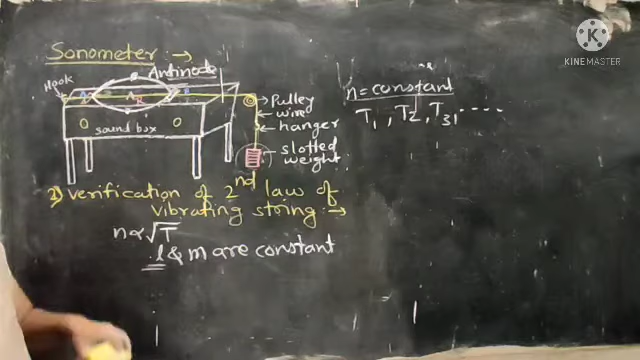 Sonometer :→
Antinode
Hook
A
B
R
sound box
Pulley
wire
hanger
slotted
weight
2) verification of 2nd law of
vibrating string :→
n∝√T
l & m are constant
n = constant
T1, T2, T3, ....
KINEMASTER